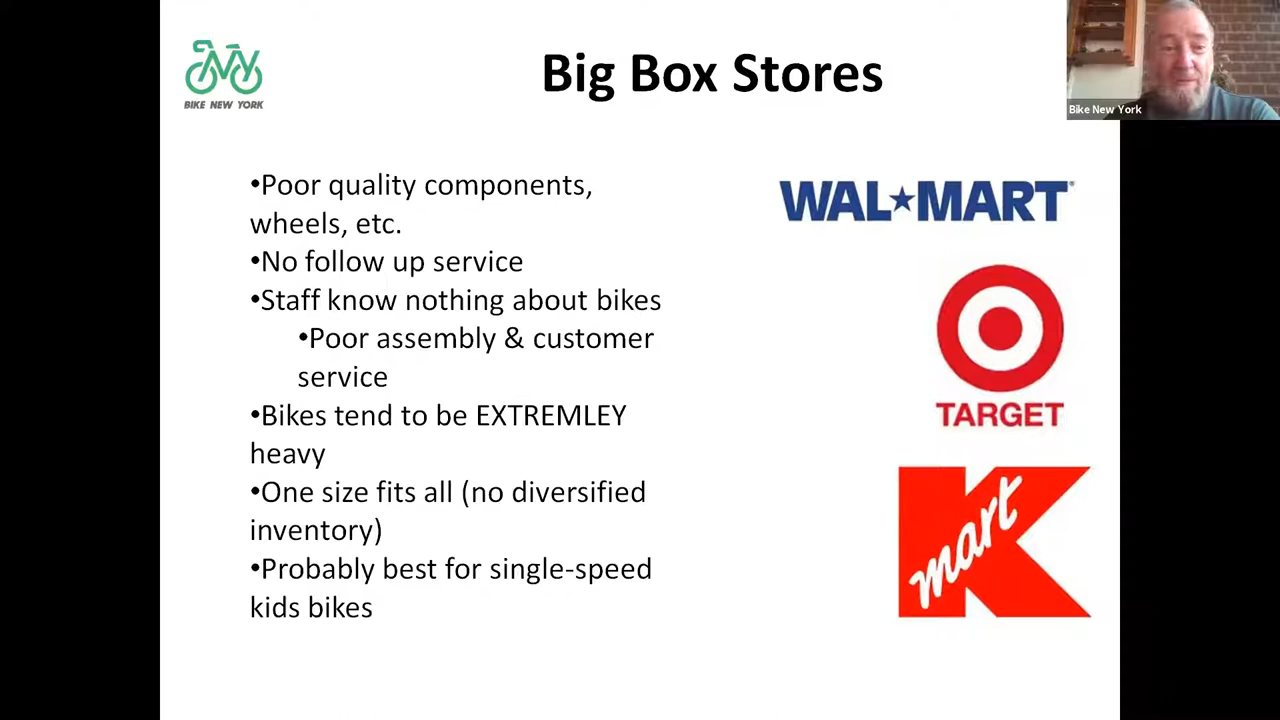 Big Box Stores
BIKE NEW YORK
Bike New York
•Poor quality components,
wheels, etc.
•No follow up service
•Staff know nothing about bikes
•Poor assembly & customer
service
•Bikes tend to be EXTREMLEY
heavy
•One size fits all (no diversified
inventory)
•Probably best for single-speed
kids bikes
WAL★MART®
TARGET
K
mart